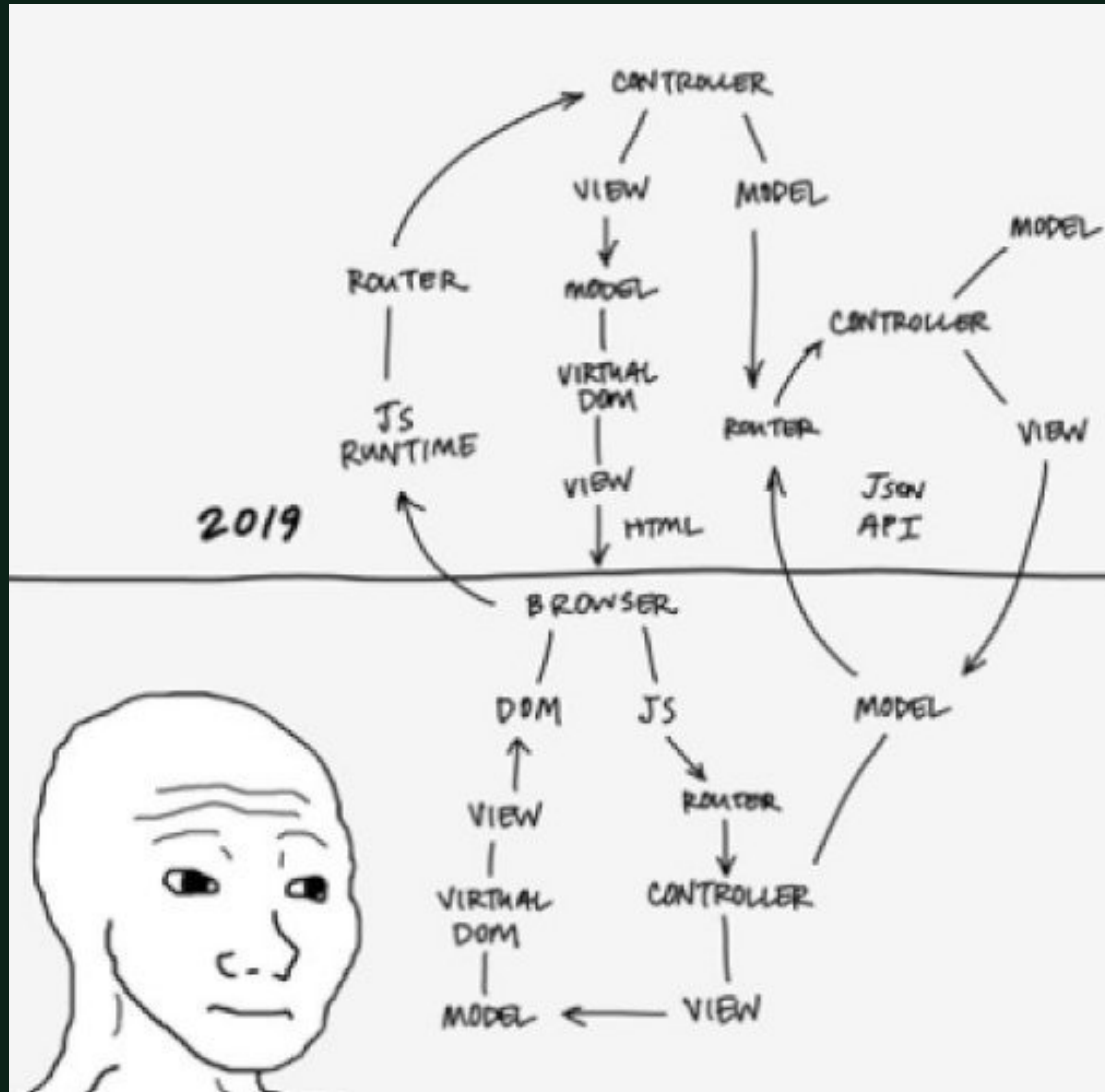 CONTROLLER
VIEW
MODEL
MODEL
ROUTER
MODEL
CONTROLLER
VIRTUAL
DOM
JS
RUNTIME
ROUTER
VIEW
VIEW
JSON
API
2019
HTML
BROWSER
DOM
JS
MODEL
ROUTER
VIEW
VIRTUAL
DOM
CONTROLLER
MODEL
VIEW